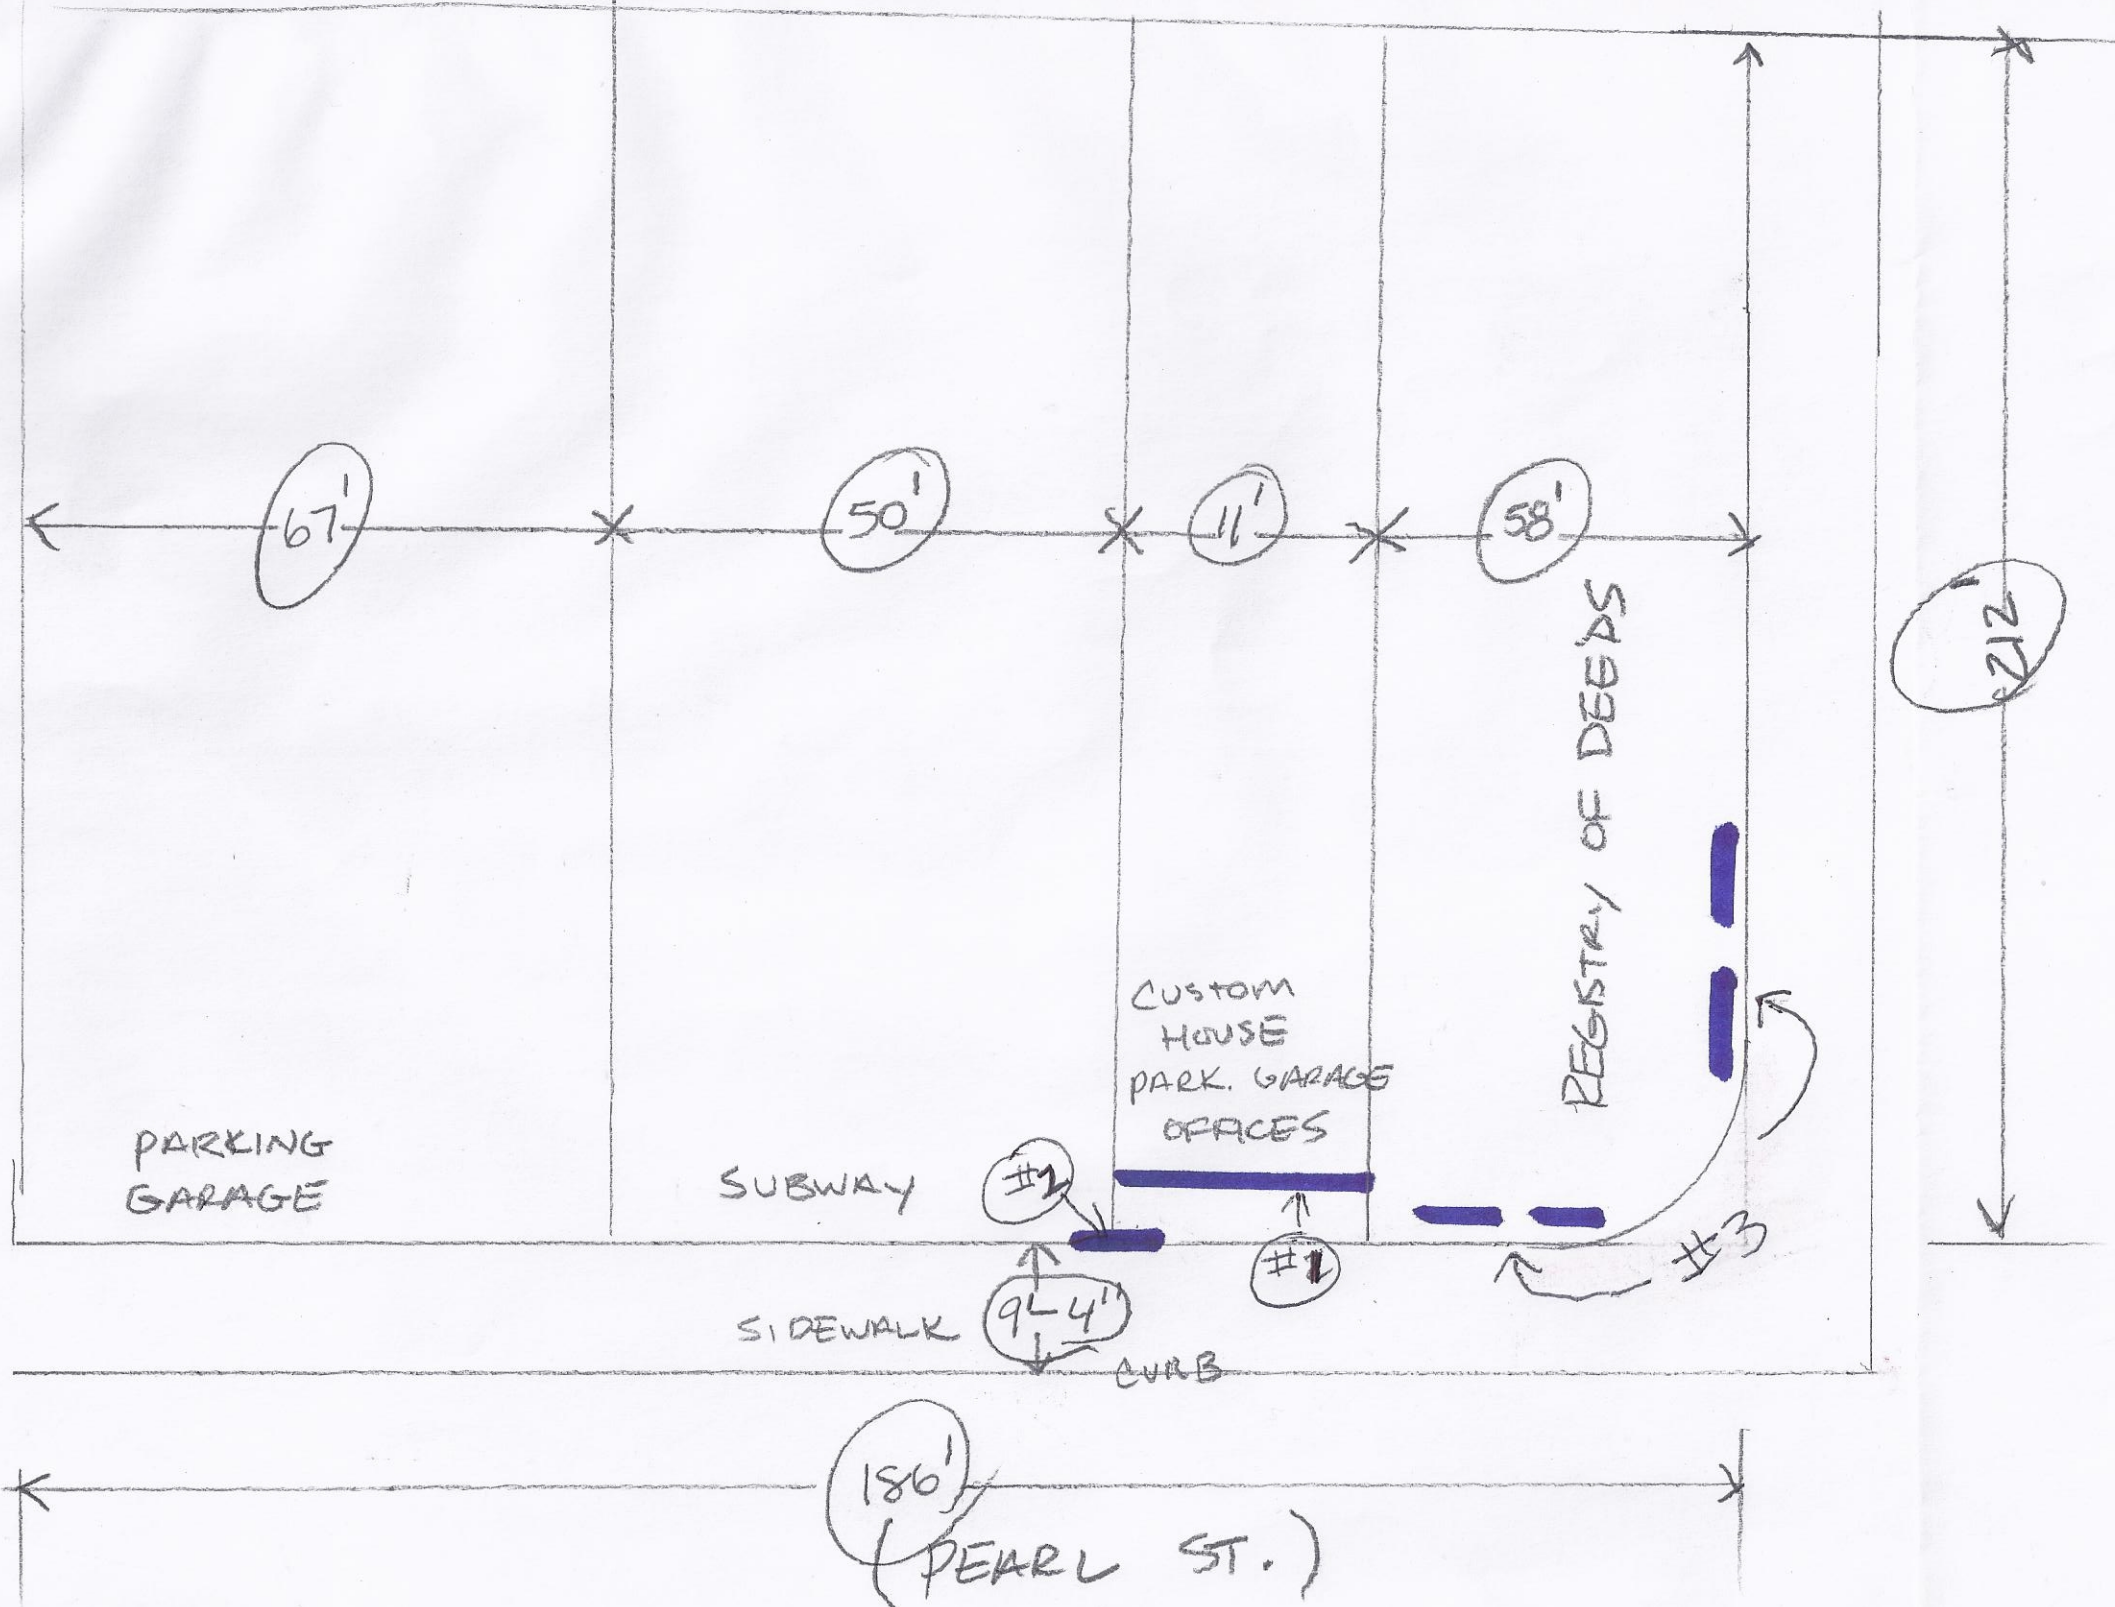 67'
50'
11'
58'
212'
REGISTRY OF DEEDS
CUSTOM
HOUSE
PARK. GARAGE
OFFICES
PARKING
GARAGE
SUBWAY
#2
#1
#3
SIDEWALK
9'-4"
CURB
186'
(PEARL ST.)